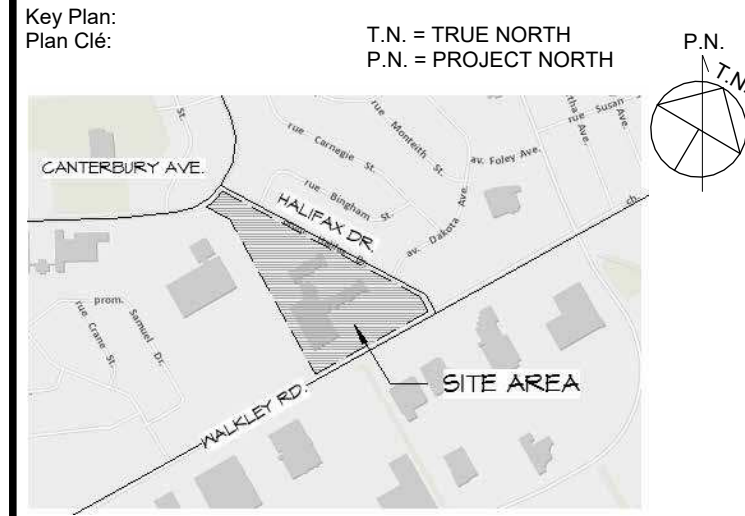 Key Plan:
Plan Clé:
T.N. = TRUE NORTH
P.N. = PROJECT NORTH
P.N.
T.N.
St.
rue Carnegie St.
rue Monteith St.
rue Susan Ave.
Ave.
CANTERBURY AVE.
av. Foley Ave.
rue Bingham St.
HALIFAX DR.
av. Dakota Ave.
ch.
prom. Samuel Dr.
rue Crane St.
SITE AREA
WALKLEY RD.